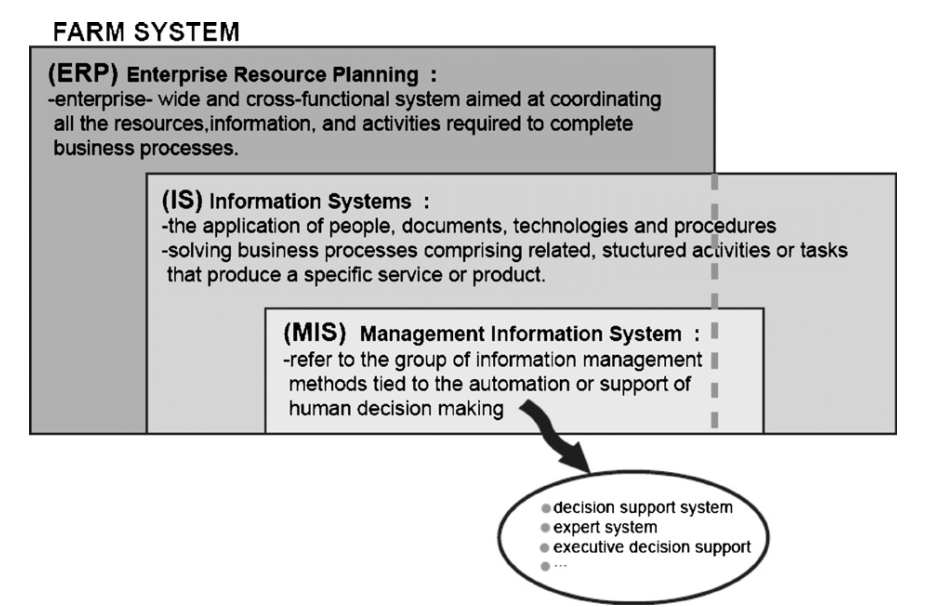 FARM SYSTEM
(ERP) Enterprise Resource Planning :
-enterprise- wide and cross-functional system aimed at coordinating
all the resources,information, and activities required to complete
business processes.
(IS) Information Systems :
-the application of people, documents, technologies and procedures
-solving business processes comprising related, stuctured activities or tasks
that produce a specific service or product.
(MIS) Management Information System :
-refer to the group of information management
methods tied to the automation or support of
human decision making
decision support system
expert system
executive decision support
...